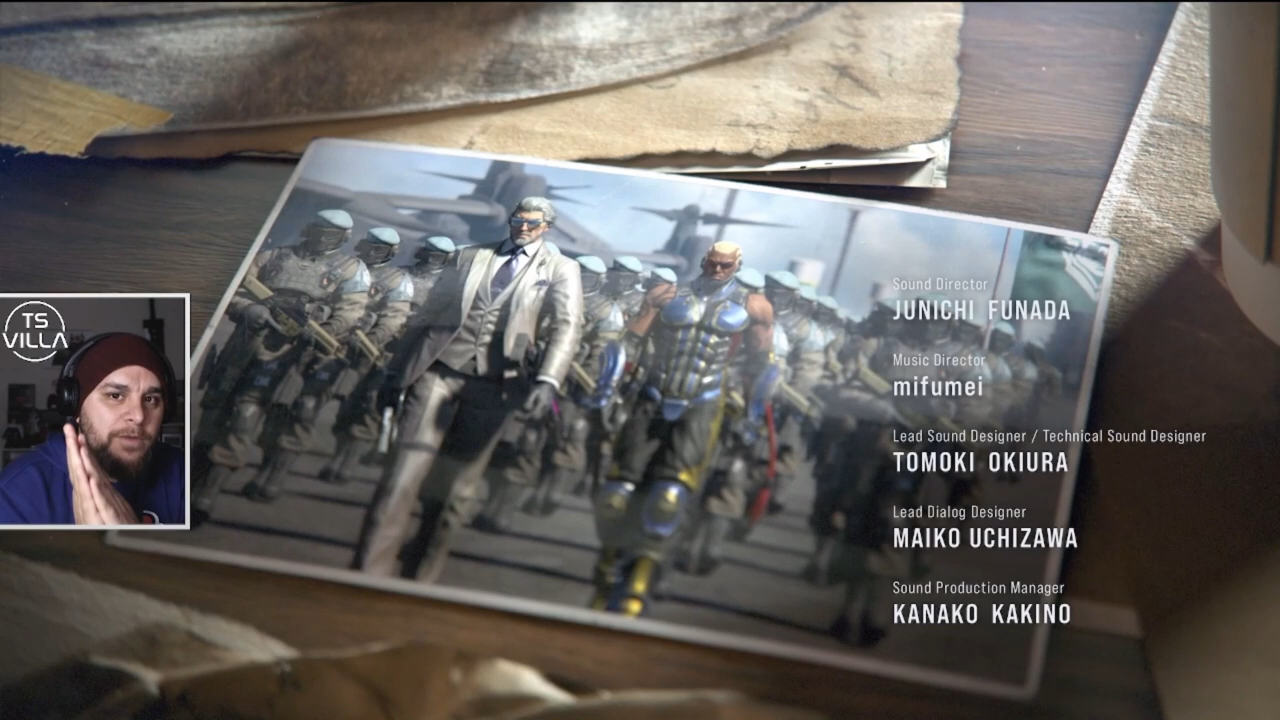 TS
VILLA
Sound Director
JUNICHI FUNADA
Music Director
mifumei
Lead Sound Designer / Technical Sound Designer
TOMOKI OKIURA
Lead Dialog Designer
MAIKO UCHIZAWA
Sound Production Manager
KANAKO KAKINO